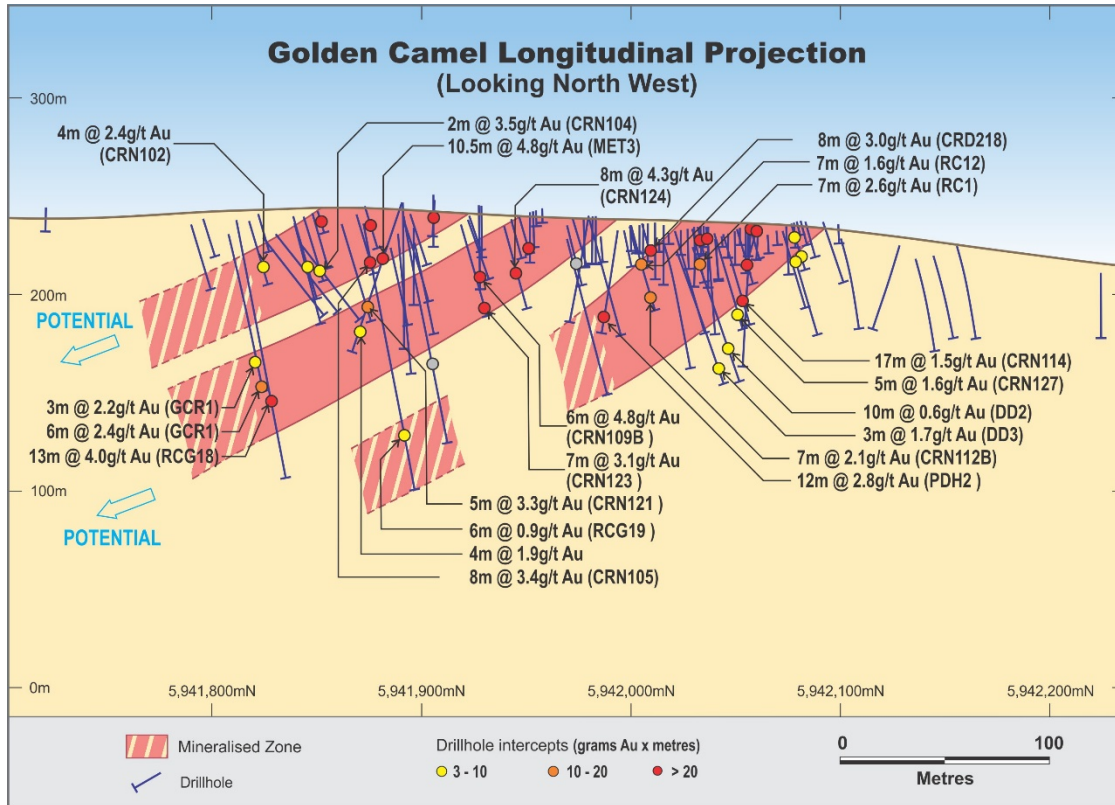 Golden Camel Longitudinal Projection
(Looking North West)
300m
4m @ 2.4g/t Au
(CRN102)
2m @ 3.5g/t Au (CRN104)
10.5m @ 4.8g/t Au (MET3)
8m @ 4.3g/t Au
(CRN124)
8m @ 3.0g/t Au (CRD218)
7m @ 1.6g/t Au (RC12)
7m @ 2.6g/t Au (RC1)
200m
POTENTIAL
3m @ 2.2g/t Au (GCR1)
6m @ 2.4g/t Au (GCR1)
13m @ 4.0g/t Au (RCG18)
6m @ 4.8g/t Au
(CRN109B )
7m @ 3.1g/t Au
(CRN123)
17m @ 1.5g/t Au (CRN114)
5m @ 1.6g/t Au (CRN127)
10m @ 0.6g/t Au (DD2)
3m @ 1.7g/t Au (DD3)
7m @ 2.1g/t Au (CRN112B)
12m @ 2.8g/t Au (PDH2 )
100m
POTENTIAL
5m @ 3.3g/t Au (CRN121 )
6m @ 0.9g/t Au (RCG19 )
4m @ 1.9g/t Au
8m @ 3.4g/t Au (CRN105)
0m
5,941,800mN
5,941,900mN
5,942,000mN
5,942,100mN
5,942,200mN
Mineralised Zone
Drillhole
Drillhole intercepts (grams Au x metres)
3 - 10
10 - 20
> 20
0
100
Metres